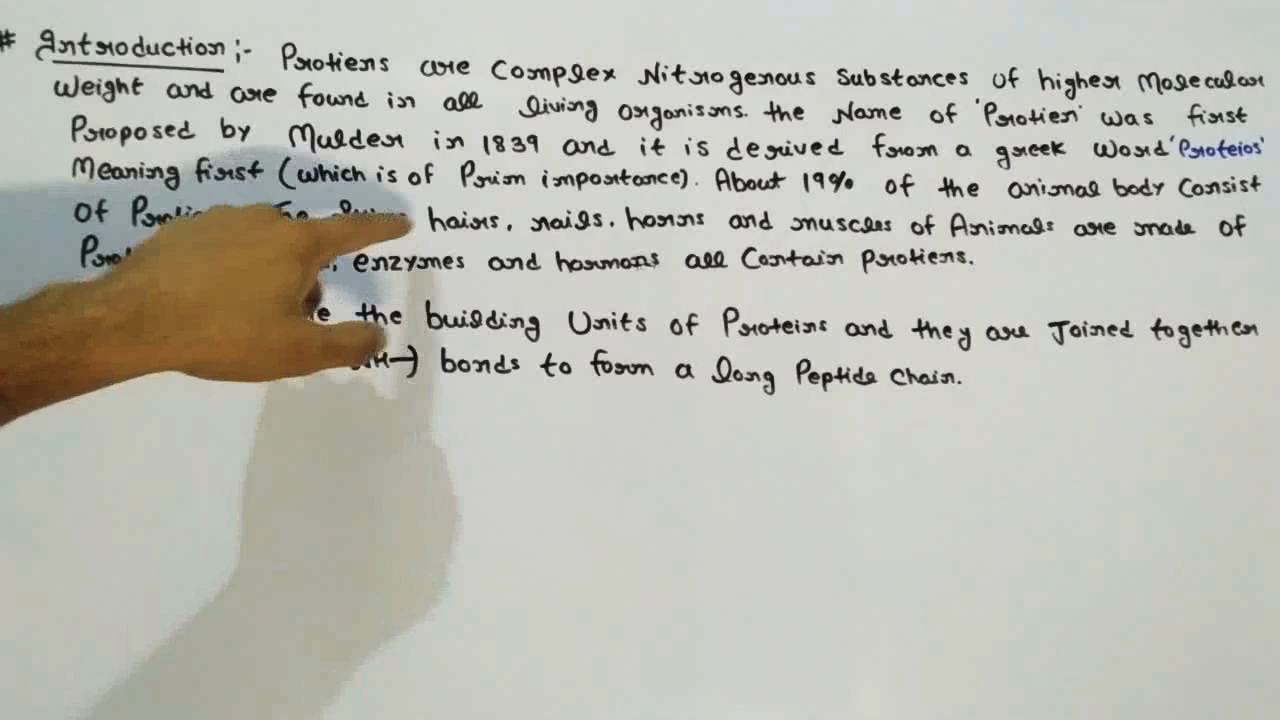 # Introduction :- Protiens are Complex Nitrogenous Substances of higher Molecular
Weight and are found in all living organisms. the Name of 'Protien' was first
Proposed by Mulder in 1839 and it is derived from a greek word 'Proteios'
Meaning first (which is of Prim importance). About 19% of the animal body Consist
Of hairs, nails, horns and muscles of Animals are made of
enzymes and harmons all Contain protiens.
the building Units of Proteins and they are Joined together
bonds to form a long Peptide Chain.